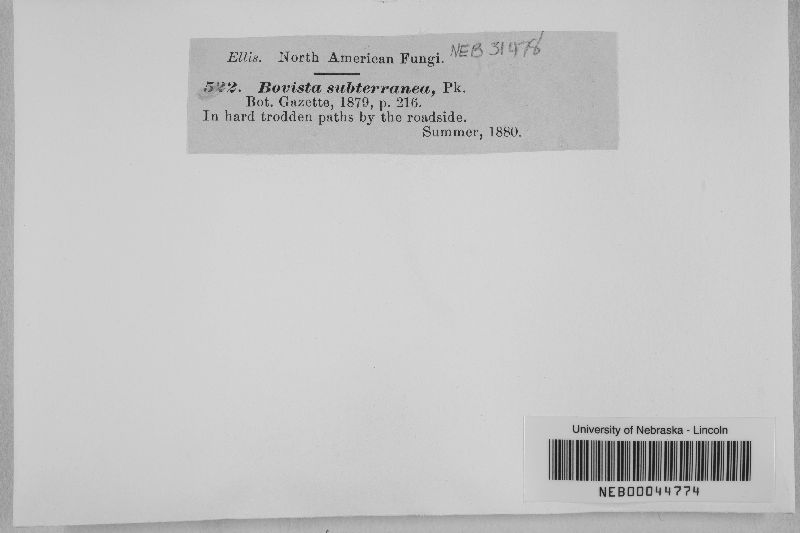 Ellis. North American Fungi. NEB 31478
522. Bovista subterranea, Pk.
Bot. Gazette, 1879, p. 216.
In hard trodden paths by the roadside.
Summer, 1880.
University of Nebraska - Lincoln
NEB00044774